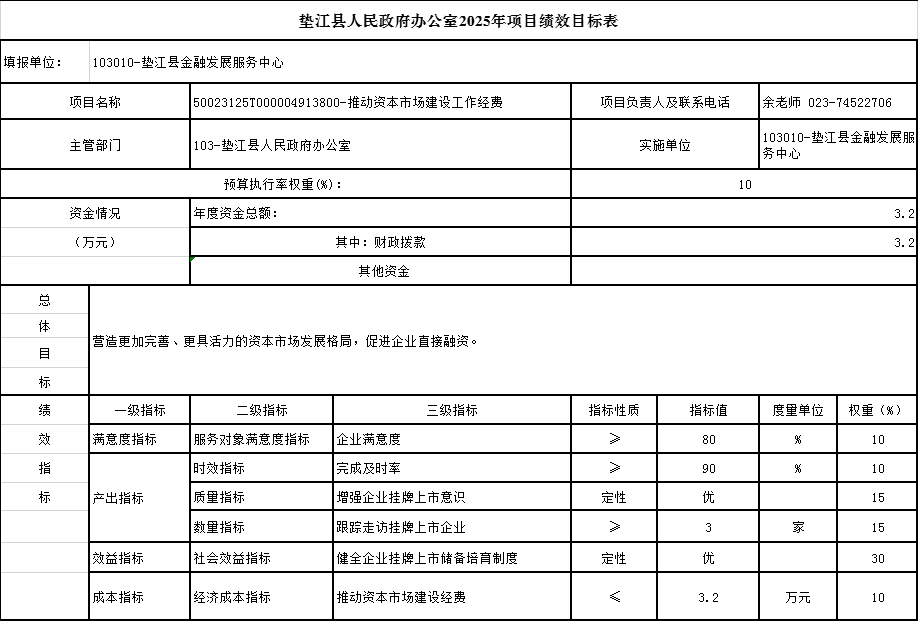 垫江县人民政府办公室2025年项目绩效目标表
填报单位: 103010-垫江县金融发展服务中心
项目名称 50023125T000004913800-推动资本市场建设工作经费 项目负责人及联系电话 余老师 023-74522706
主管部门 103-垫江县人民政府办公室 实施单位 103010-垫江县金融发展服
务中心
预算执行率权重(%): 10
资金情况 年度资金总额: 3.2
(万元) 其中: 财政拨款 3.2
其他资金
总
体
目
标
营造更加完善、更具活力的资本市场发展格局，促进企业直接融资。
绩 一级指标 二级指标 三级指标 指标性质 指标值 度量单位 权重（%）
效 满意度指标 服务对象满意度指标 企业满意度 ≥ 80 % 10
指 时效指标 完成及时率 ≥ 90 % 10
标 产出指标 质量指标 增强企业挂牌上市意识 定性 优 15
数量指标 跟踪走访挂牌上市企业 ≥ 3 家 15
效益指标 社会效益指标 健全企业挂牌上市储备培育制度 定性 优 30
成本指标 经济成本指标 推动资本市场建设经费 ≤ 3.2 万元 10